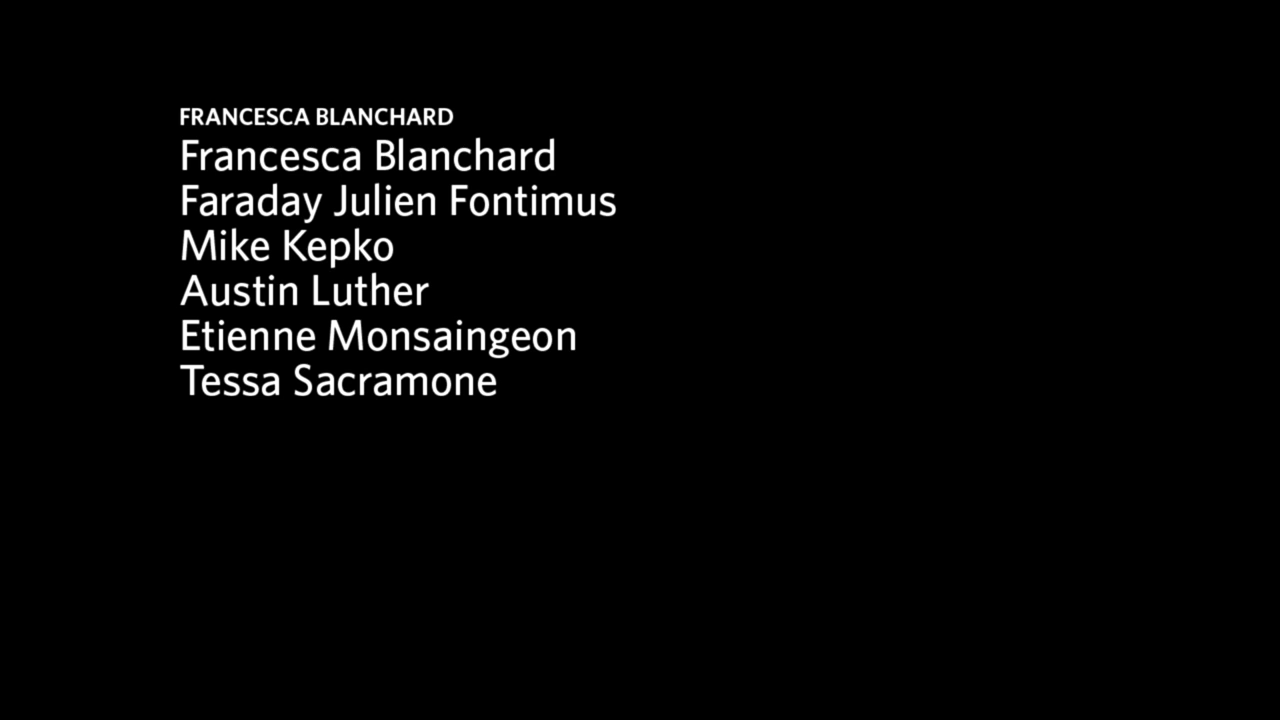 FRANCESCA BLANCHARD
Francesca Blanchard
Faraday Julien Fontimus
Mike Kepko
Austin Luther
Etienne Monsaingeon
Tessa Sacramone